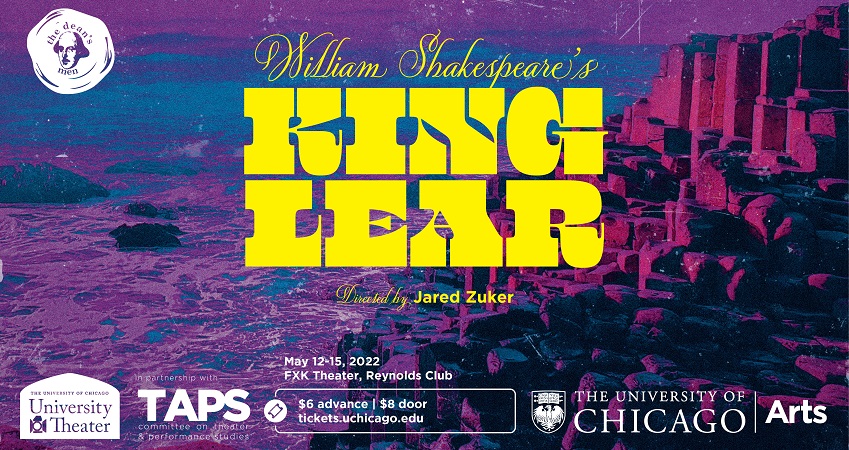 the dean's
men
William Shakespeare's
KING
LEAR
Directed by Jared Zuker
May 12-15, 2022
FXK Theater, Reynolds Club
$6 advance | $8 door
tickets.uchicago.edu
THE UNIVERSITY OF CHICAGO
University
Theater
in partnership with
TAPS
committee on theater
& performance studies
THE UNIVERSITY OF
CHICAGO
Arts